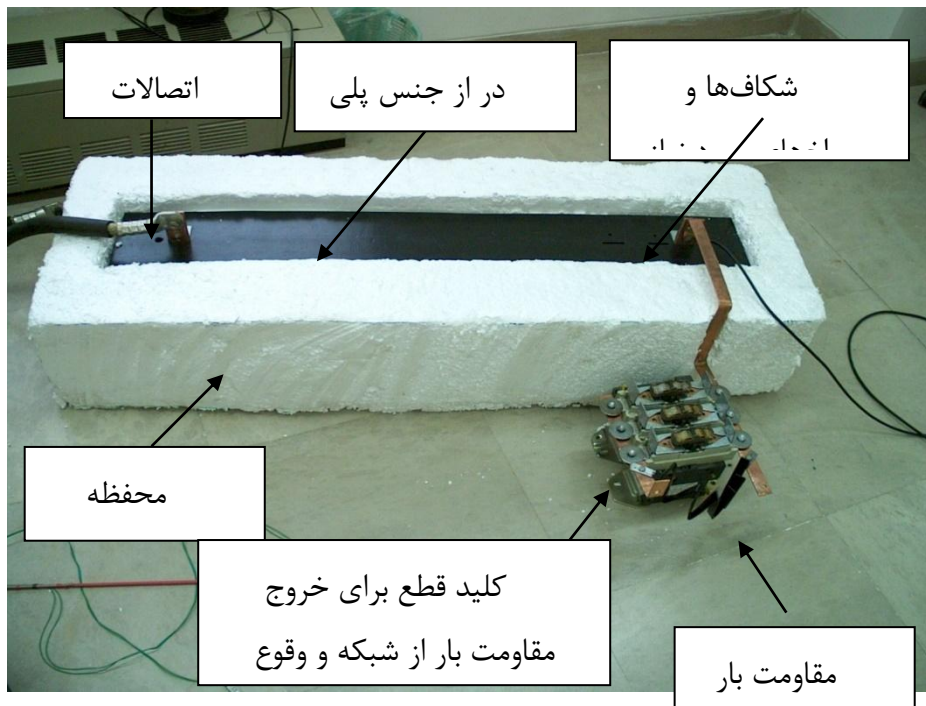 اتصالات
در از جنس پلی
شکاف‌ها و
محفظه
کلید قطع برای خروج
مقاومت بار از شبکه و وقوع
مقاومت بار